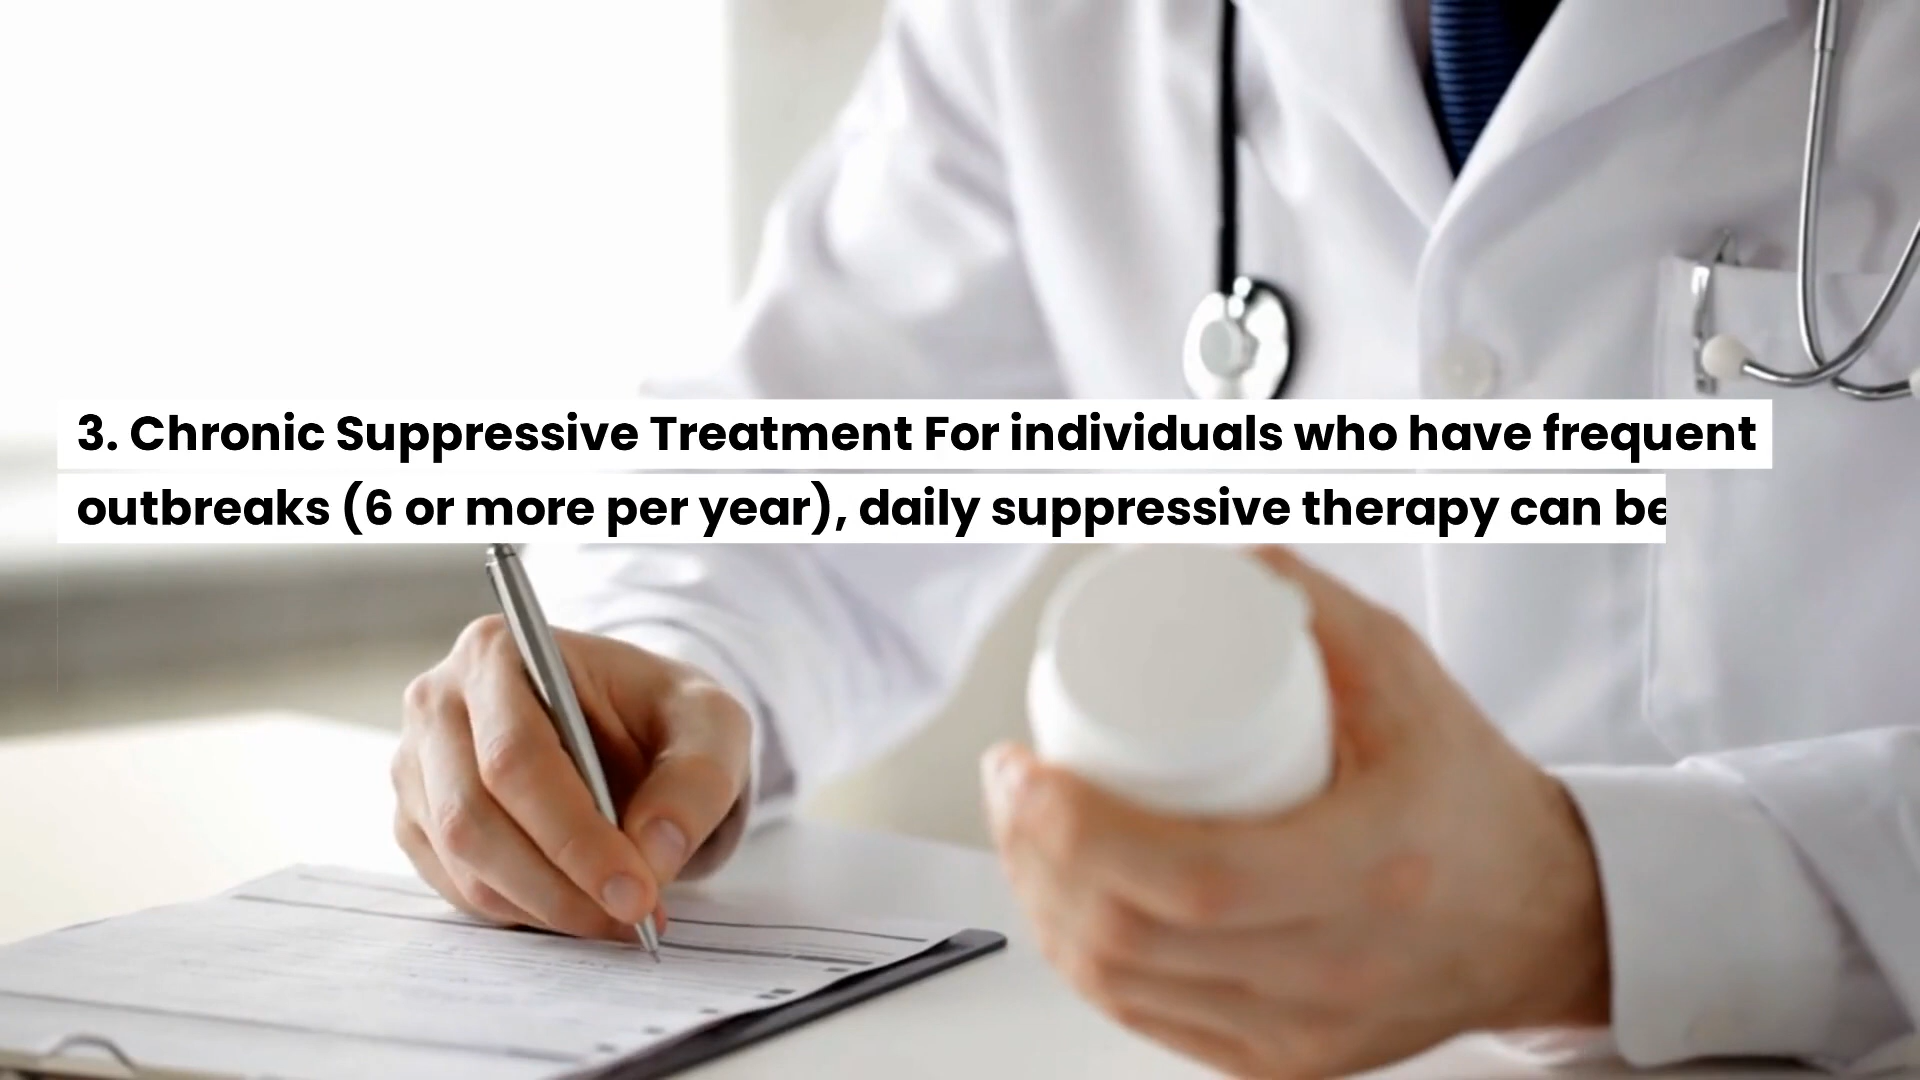 3. Chronic Suppressive Treatment For individuals who have frequent
outbreaks (6 or more per year), daily suppressive therapy can be